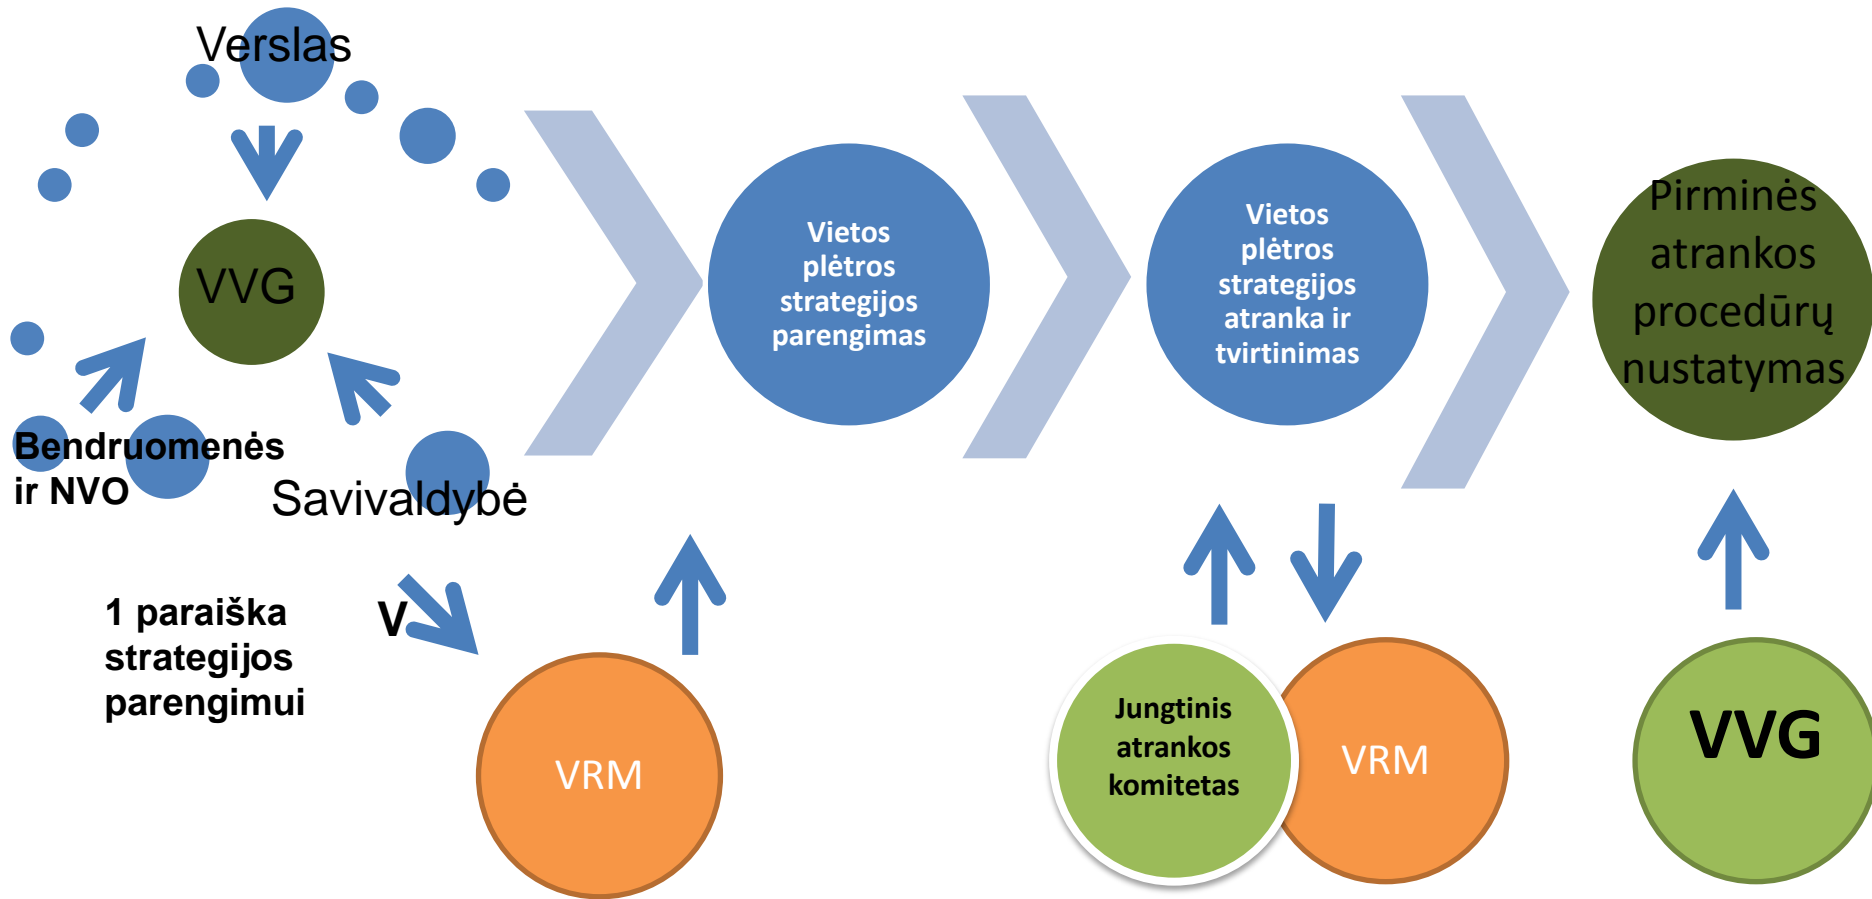 Verslas
VVG
Bendruomenės
ir NVO
Savivaldybė
1 paraiška
strategijos
parengimui
V
VRM
Vietos
plėtros
strategijos
parengimas
Vietos
plėtros
strategijos
atranka ir
tvirtinimas
Jungtinis
atrankos
komitetas
VRM
Pirminės
atrankos
procedūrų
nustatymas
VVG